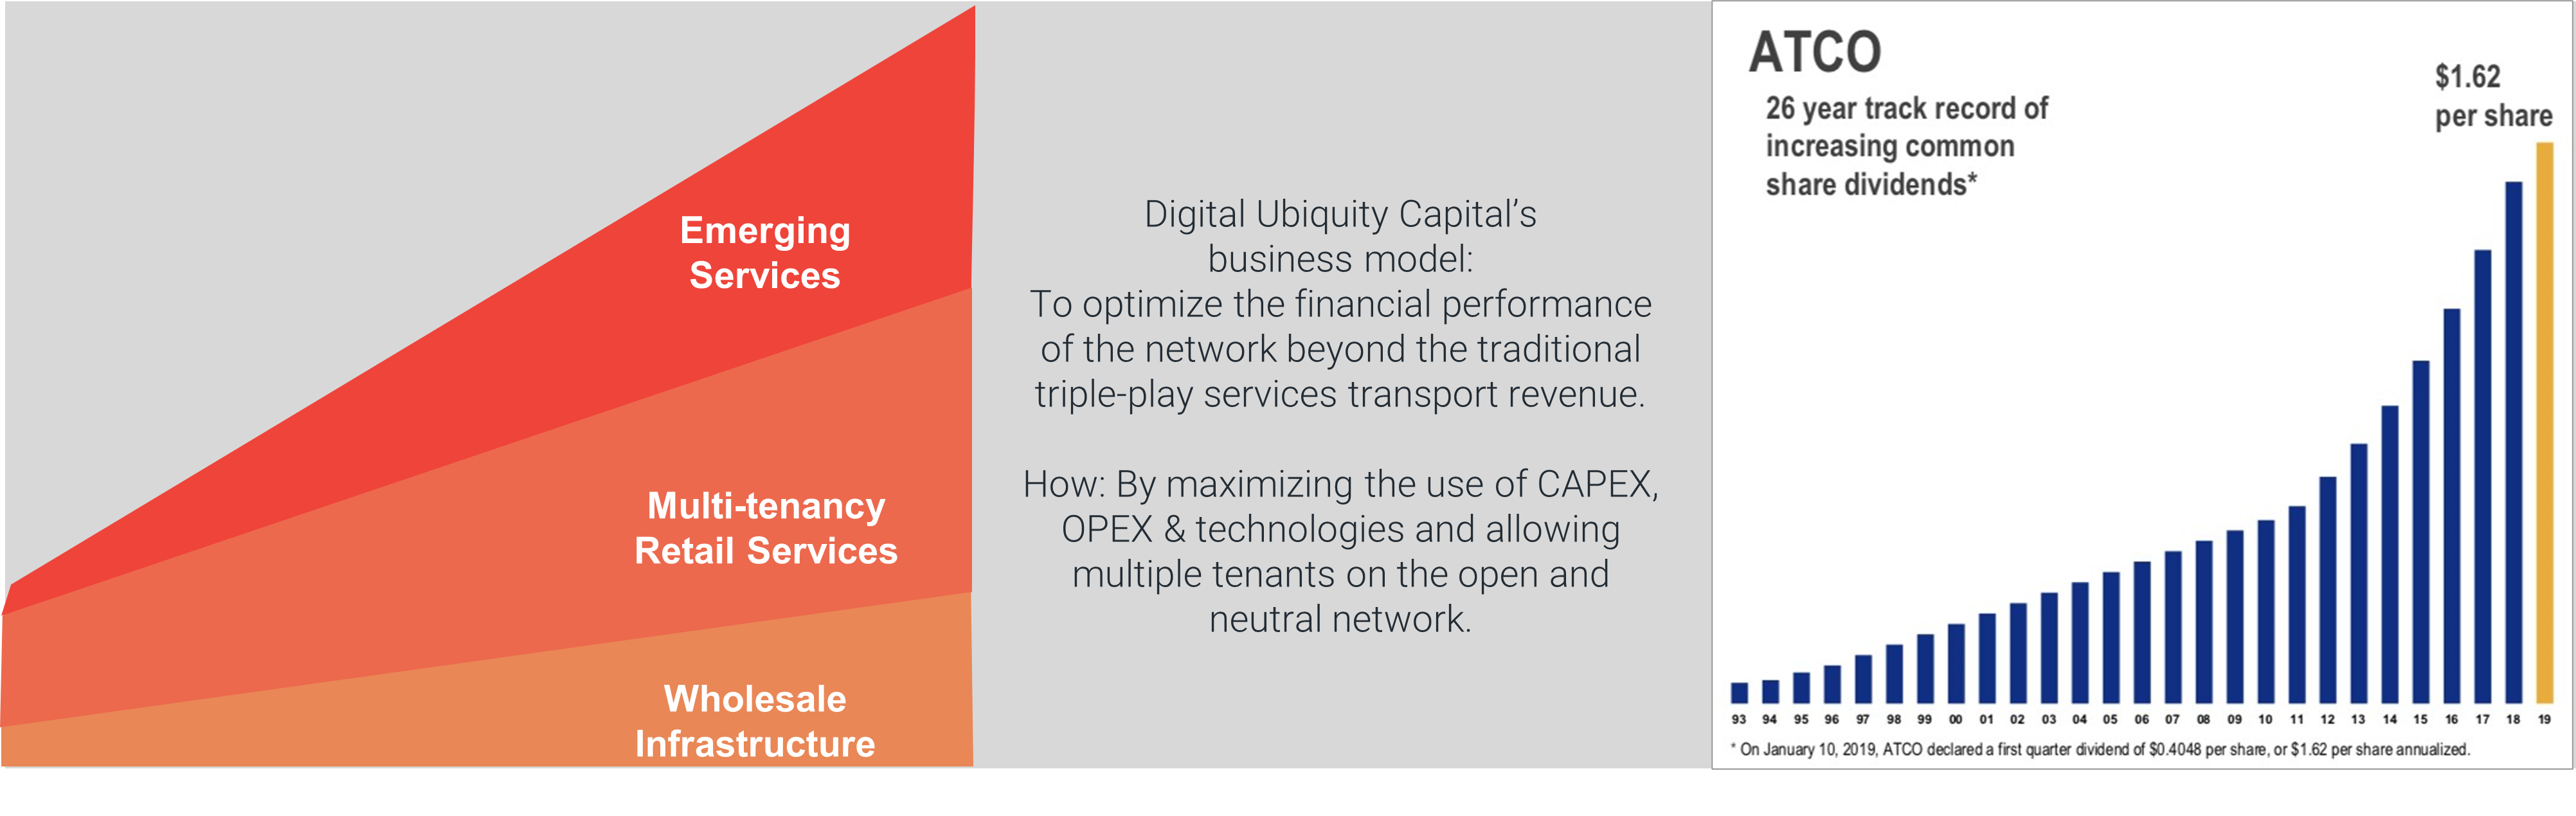 Emerging
Services
Multi-tenancy
Retail Services
Wholesale
Infrastructure
Digital Ubiquity Capital’s
business model:
To optimize the financial performance
of the network beyond the traditional
triple-play services transport revenue.
How: By maximizing the use of CAPEX,
OPEX & technologies and allowing
multiple tenants on the open and
neutral network.
ATCO
26 year track record of
increasing common
share dividends*
$1.62
per share
93 94 95 96 97 98 99 00 01 02 03 04 05 06 07 08 09 10 11 12 13 14 15 16 17 18 19
* On January 10, 2019, ATCO declared a first quarter dividend of $0.4048 per share, or $1.62 per share annualized.